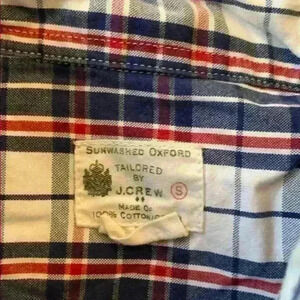 SUNWASHED OXFORD
TAILORED
BY
J.CREW S
MADE OF
100% COTTON